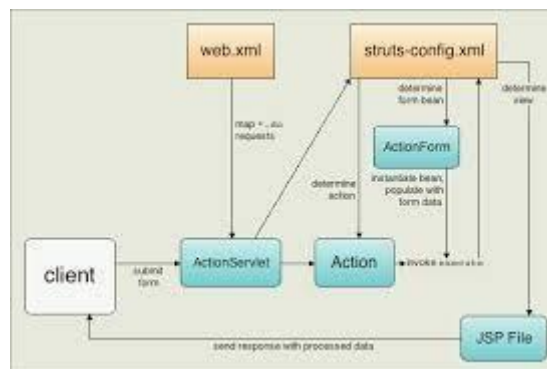 web.xml
struts-config.xml
map *.do
requests
determine
form bean
determine
view
ActionForm
instantiate bean,
populate with
form data
determine
action
client
submit
form
ActionServlet
Action
invoke execute
JSP File
send response with processed data